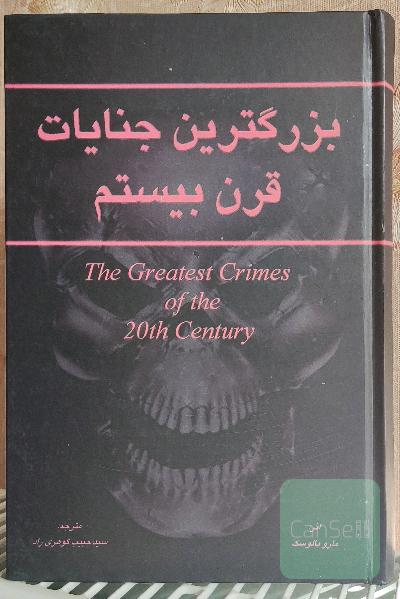 بزرگترین جنایات
قرن بیستم
The Greatest Crimes
of the
20th Century
مترجم:
سید حبیب گوهری راد
CanSell